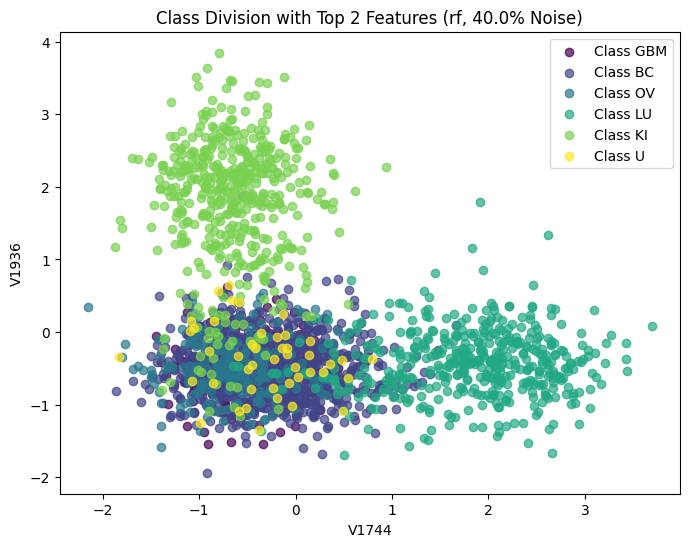 Class Division with Top 2 Features (rf, 40.0% Noise)
Class GBM
Class BC
Class OV
Class LU
Class KI
Class U
V1936
4
3
2
1
0
−1
−2
−2
−1
0
1
2
3
V1744